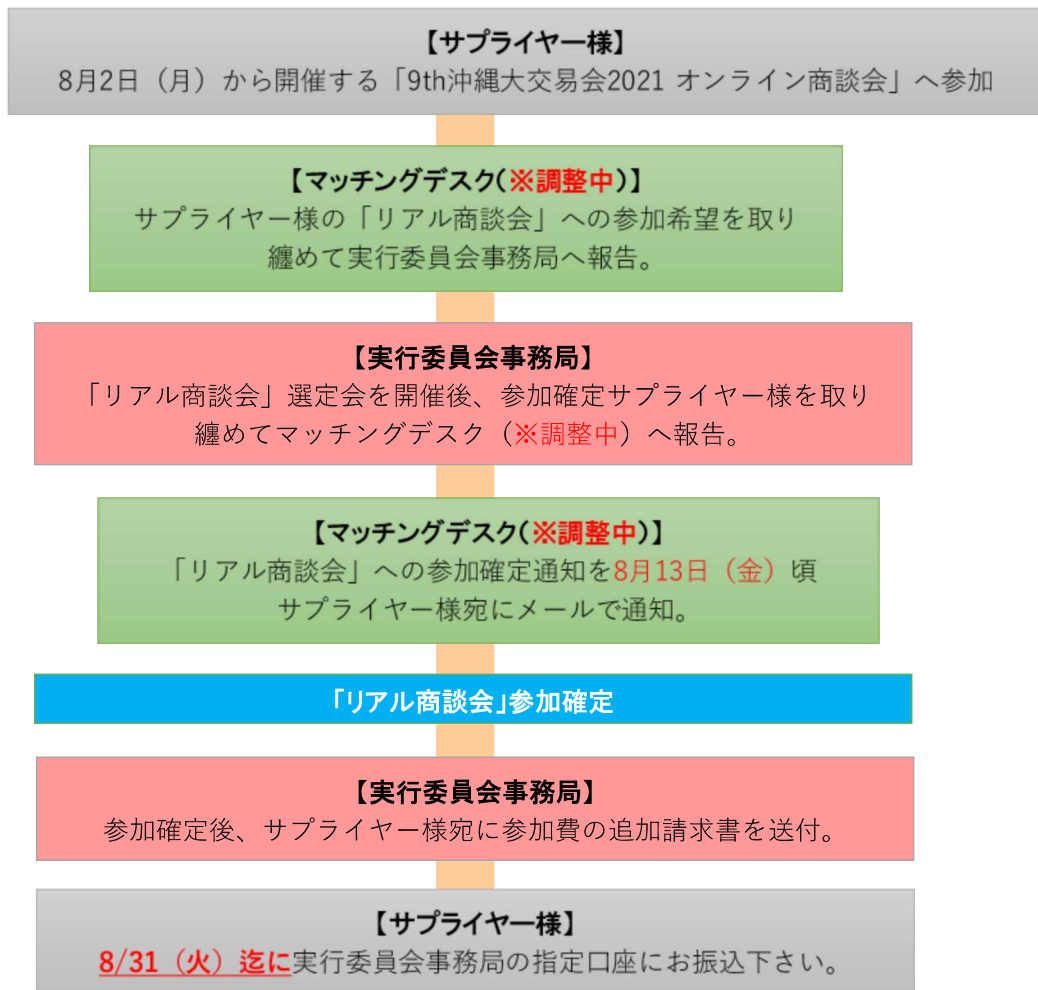 【サプライヤー様】
8月2日（月）から開催する「9th沖縄大交易会2021 オンライン商談会」へ参加
【マッチングデスク(※調整中)】
サプライヤー様の「リアル商談会」への参加希望を取り
纏めて実行委員会事務局へ報告。
【実行委員会事務局】
「リアル商談会」選定会を開催後、参加確定サプライヤー様を取り
纏めてマッチングデスク（※調整中）へ報告。
【マッチングデスク(※調整中)】
「リアル商談会」への参加確定通知を8月13日（金）頃
サプライヤー様宛にメールで通知。
「リアル商談会」参加確定
【実行委員会事務局】
参加確定後、サプライヤー様宛に参加費の追加請求書を送付。
【サプライヤー様】
8/31（火）迄に実行委員会事務局の指定口座にお振込下さい。